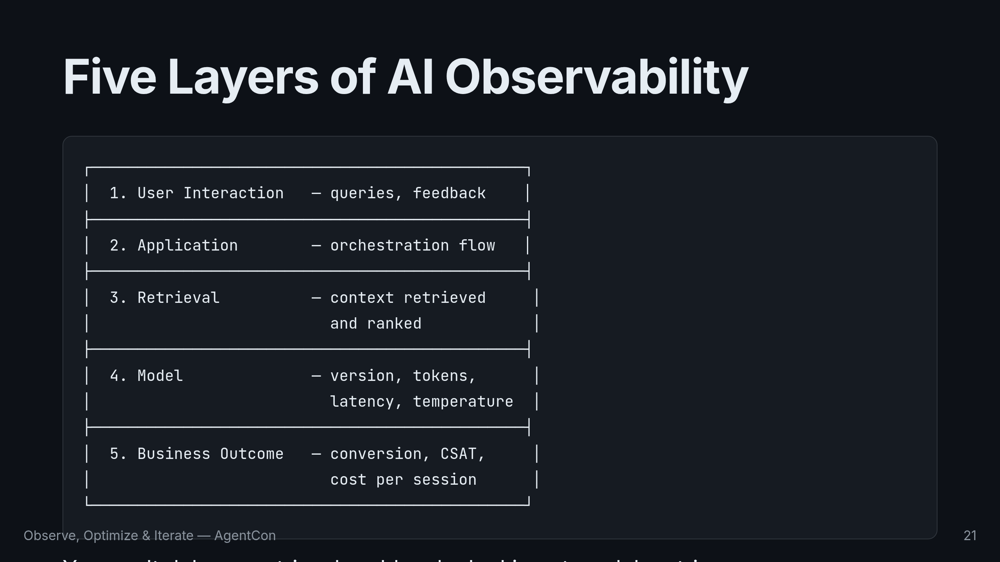 Five Layers of AI Observability
1. User Interaction — queries, feedback
2. Application — orchestration flow
3. Retrieval — context retrieved
and ranked
4. Model — version, tokens,
latency, temperature
5. Business Outcome — conversion, CSAT,
cost per session
Observe, Optimize & Iterate — AgentCon
21